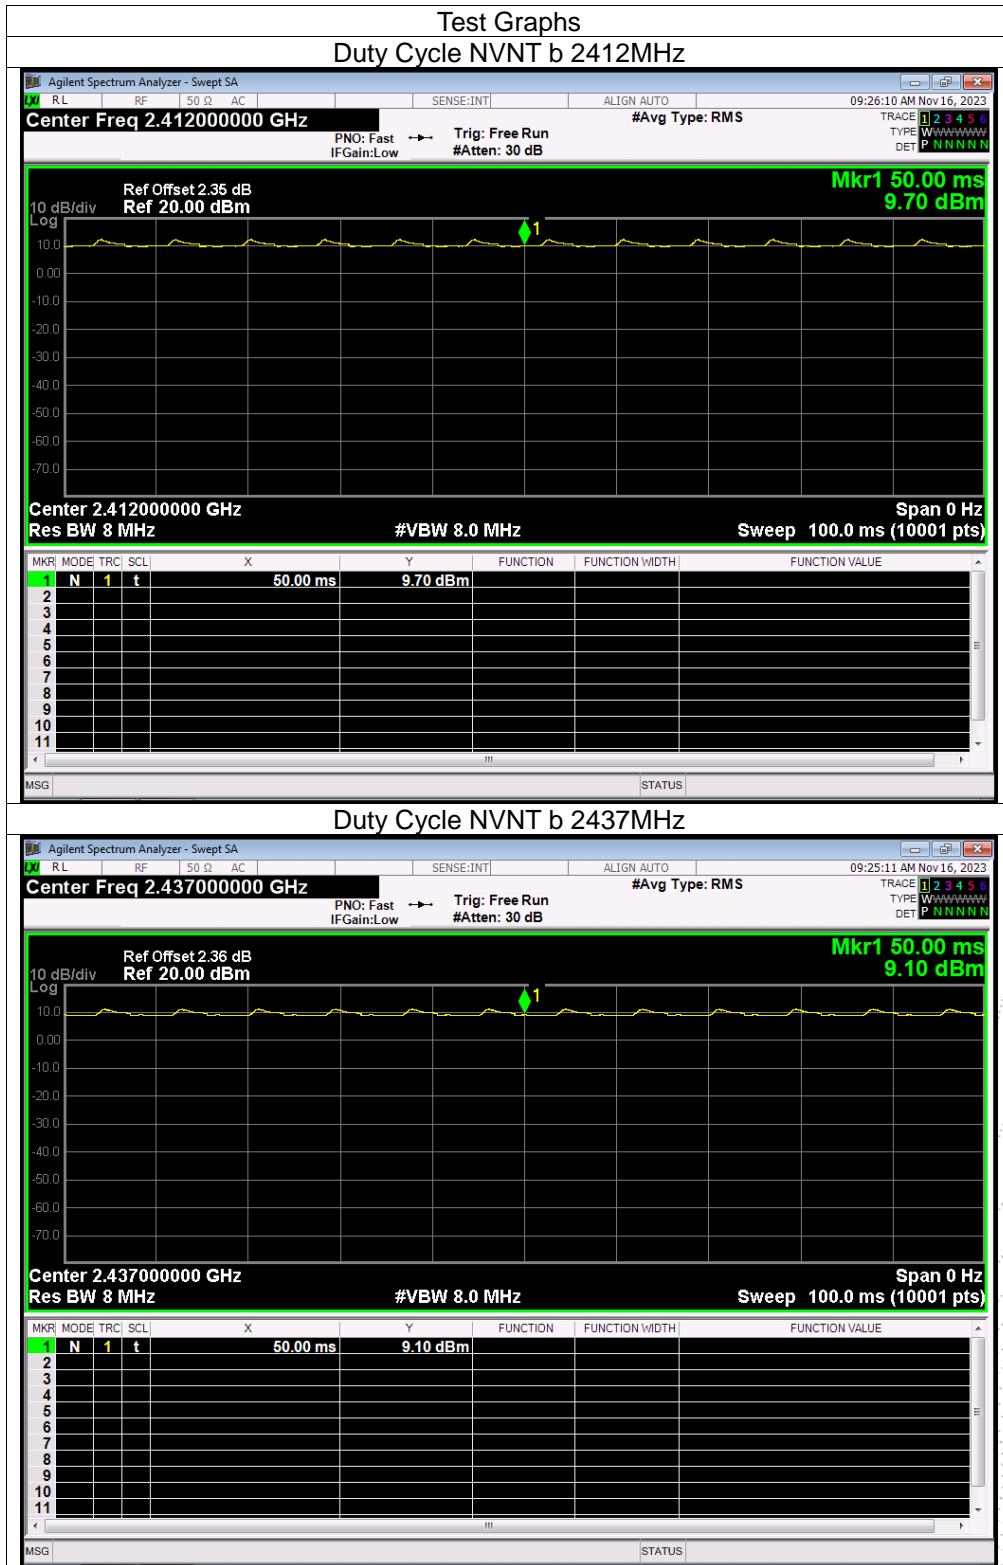 Test Graphs
Duty Cycle NVNT b 2412MHz
Agilent Spectrum Analyzer - Swept SA
LXI RL RF 50 Ω AC SENSE:INT ALIGN AUTO 09:26:10 AM Nov 16, 2023
Center Freq 2.412000000 GHz #Avg Type: RMS TRACE 1 2 3 4 5 6
PNO: Fast Trig: Free Run TYPE WWWWWW
IFGain:Low #Atten: 30 dB DET P N N N N N
Mkr1 50.00 ms
Ref Offset 2.35 dB
10 dB/div Ref 20.00 dBm 9.70 dBm
Log
1
10.0
0.00
-10.0
-20.0
-30.0
-40.0
-50.0
-60.0
-70.0
Center 2.412000000 GHz Span 0 Hz
Res BW 8 MHz #VBW 8.0 MHz Sweep 100.0 ms (10001 pts)
MKR MODE TRC SCL X Y FUNCTION FUNCTION WIDTH FUNCTION VALUE
1 N 1 t 50.00 ms 9.70 dBm
2
3
4
5
6
7
8
9
10
11
MSG STATUS
Duty Cycle NVNT b 2437MHz
Agilent Spectrum Analyzer - Swept SA
LXI RL RF 50 Ω AC SENSE:INT ALIGN AUTO 09:25:11 AM Nov 16, 2023
Center Freq 2.437000000 GHz #Avg Type: RMS TRACE 1 2 3 4 5 6
PNO: Fast Trig: Free Run TYPE WWWWWW
IFGain:Low #Atten: 30 dB DET P N N N N N
Mkr1 50.00 ms
Ref Offset 2.36 dB
10 dB/div Ref 20.00 dBm 9.10 dBm
Log
1
10.0
0.00
-10.0
-20.0
-30.0
-40.0
-50.0
-60.0
-70.0
Center 2.437000000 GHz Span 0 Hz
Res BW 8 MHz #VBW 8.0 MHz Sweep 100.0 ms (10001 pts)
MKR MODE TRC SCL X Y FUNCTION FUNCTION WIDTH FUNCTION VALUE
1 N 1 t 50.00 ms 9.10 dBm
2
3
4
5
6
7
8
9
10
11
MSG STATUS